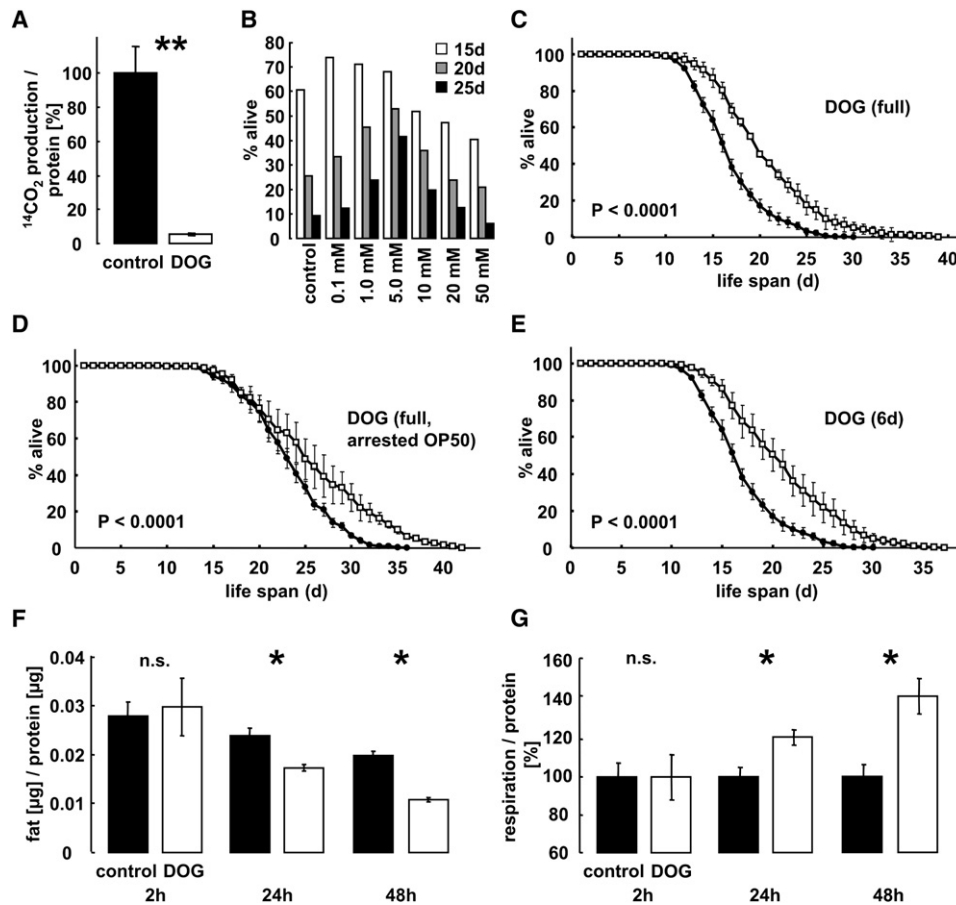 A
**
14CO2 production /
protein [%]
100
80
60
40
20
0
control DOG
B
15d
20d
25d
% alive
80
70
60
50
40
30
20
10
0
control
0.1 mM
1.0 mM
5.0 mM
10 mM
20 mM
50 mM
C
DOG (full)
% alive
100
80
60
40
20
0
P < 0.0001
0 5 10 15 20 25 30 35 40
life span (d)
D
DOG (full,
arrested OP50)
% alive
100
80
60
40
20
0
P < 0.0001
0 5 10 15 20 25 30 35 40
life span (d)
E
DOG (6d)
% alive
100
80
60
40
20
0
P < 0.0001
0 5 10 15 20 25 30 35
life span (d)
F
n.s.
*
*
fat [µg] / protein [µg]
0.04
0.03
0.02
0.01
0
control DOG
2h 24h 48h
G
n.s.
*
*
respiration / protein
[%]
160
140
120
100
80
60
control DOG
2h 24h 48h